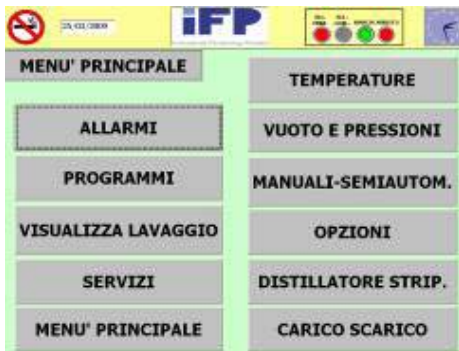 iFP
MENU' PRINCIPALE
ALLARMI
PROGRAMMI
VISUALIZZA LAVAGGIO
SERVIZI
MENU' PRINCIPALE
TEMPERATURE
VUOTO E PRESSIONI
MANUALI-SEMIAUTOM.
OPZIONI
DISTILLATORE STRIP.
CARICO SCARICO